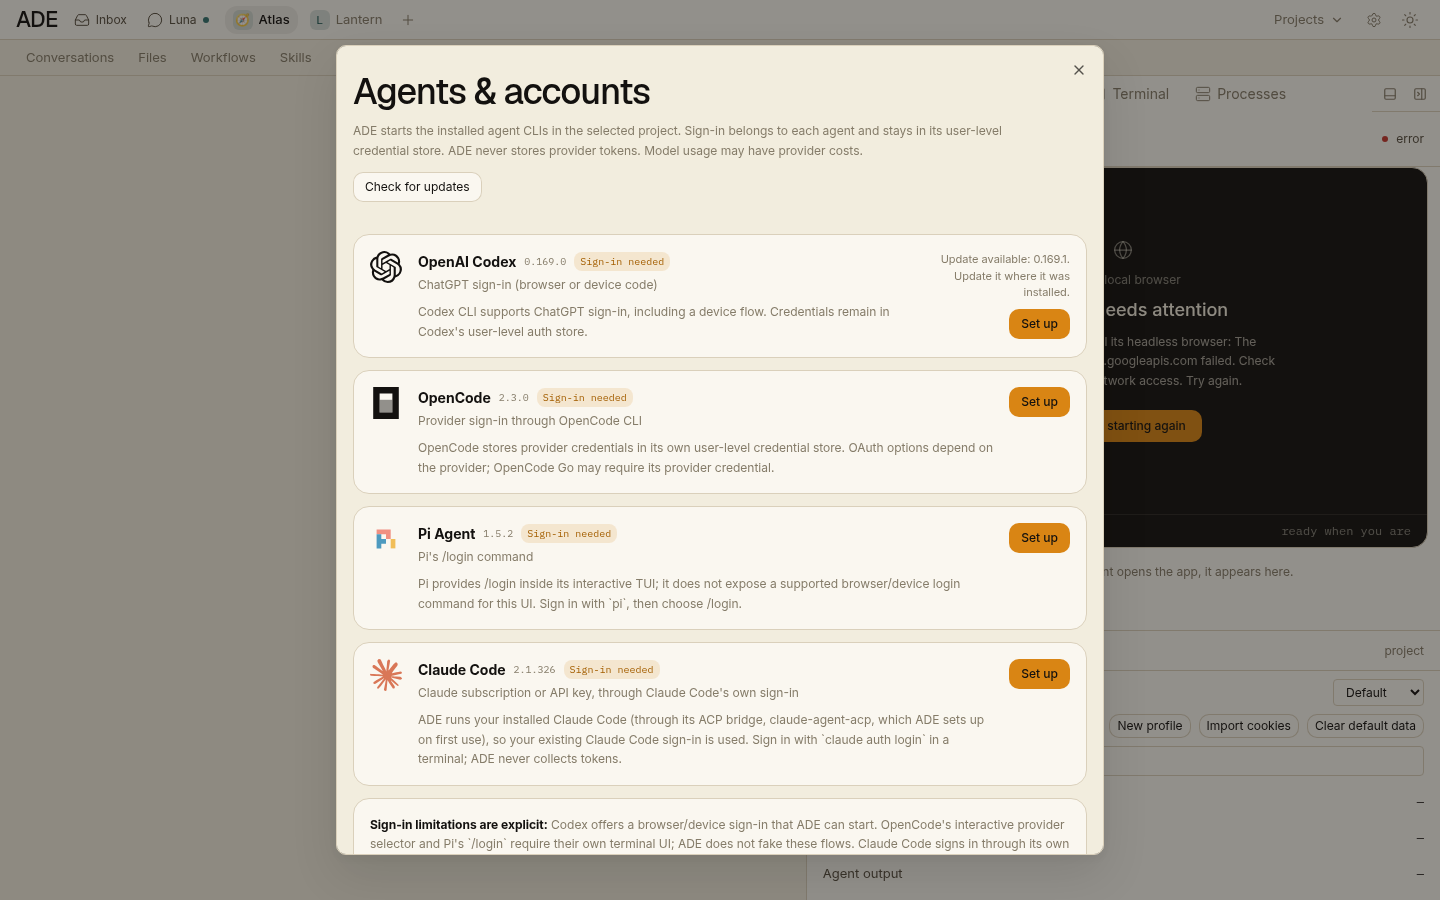 ADE
Inbox
Luna
Atlas
L
Lantern
Projects
Conversations
Files
Workflows
Skills
Terminal
Processes
error
Agents & accounts
ADE starts the installed agent CLIs in the selected project. Sign-in belongs to each agent and stays in its user-level
credential store. ADE never stores provider tokens. Model usage may have provider costs.
Check for updates
OpenAI Codex 0.169.0 Sign-in needed
ChatGPT sign-in (browser or device code)
Codex CLI supports ChatGPT sign-in, including a device flow. Credentials remain in
Codex's user-level auth store.
Update available: 0.169.1.
Update it where it was
installed.
Set up
OpenCode 2.3.0 Sign-in needed
Provider sign-in through OpenCode CLI
OpenCode stores provider credentials in its own user-level credential store. OAuth options depend on
the provider; OpenCode Go may require its provider credential.
Set up
Pi Agent 1.5.2 Sign-in needed
Pi's /login command
Pi provides /login inside its interactive TUI; it does not expose a supported browser/device login
command for this UI. Sign in with `pi`, then choose /login.
Set up
Claude Code 2.1.326 Sign-in needed
Claude subscription or API key, through Claude Code's own sign-in
ADE runs your installed Claude Code (through its ACP bridge, claude-agent-acp, which ADE sets up
on first use), so your existing Claude Code sign-in is used. Sign in with `claude auth login` in a
terminal; ADE never collects tokens.
Set up
Sign-in limitations are explicit: Codex offers a browser/device sign-in that ADE can start. OpenCode's interactive provider
selector and Pi's `/login` require their own terminal UI; ADE does not fake these flows. Claude Code signs in through its own
local browser
eeds attention
its headless browser: The
.googleapis.com failed. Check
work access. Try again.
starting again
ready when you are
opens the app, it appears here.
project
Default
New profile
Import cookies
Clear default data
–
–
Agent output
–